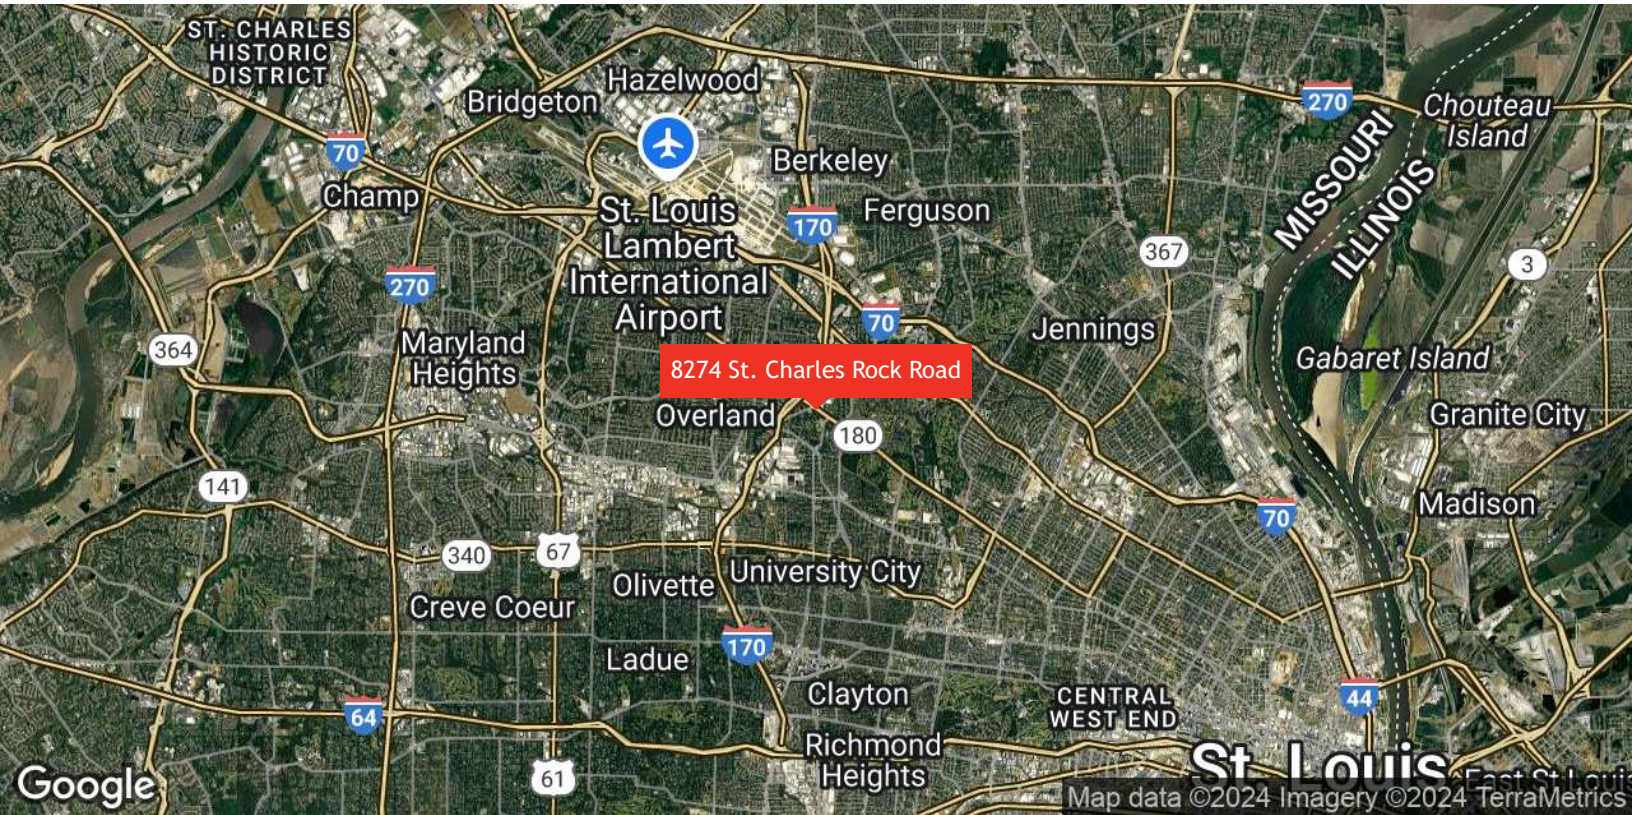 ST. CHARLES
HISTORIC
DISTRICT
Hazelwood
Bridgeton
270
Chouteau
Island
70
Berkeley
MISSOURI
ILLINOIS
Champ
St. Louis
Lambert
International
Airport
170
Ferguson
367
3
270
70
Jennings
364
Maryland
Heights
Gabaret Island
8274 St. Charles Rock Road
Overland
180
Granite City
141
Madison
70
340
67
Olivette
University City
Creve Coeur
170
Ladue
Clayton
CENTRAL
WEST END
44
64
Richmond
Heights
St. Louis
61
East St. Loui
Google
Map data ©2024 Imagery ©2024 TerraMetrics